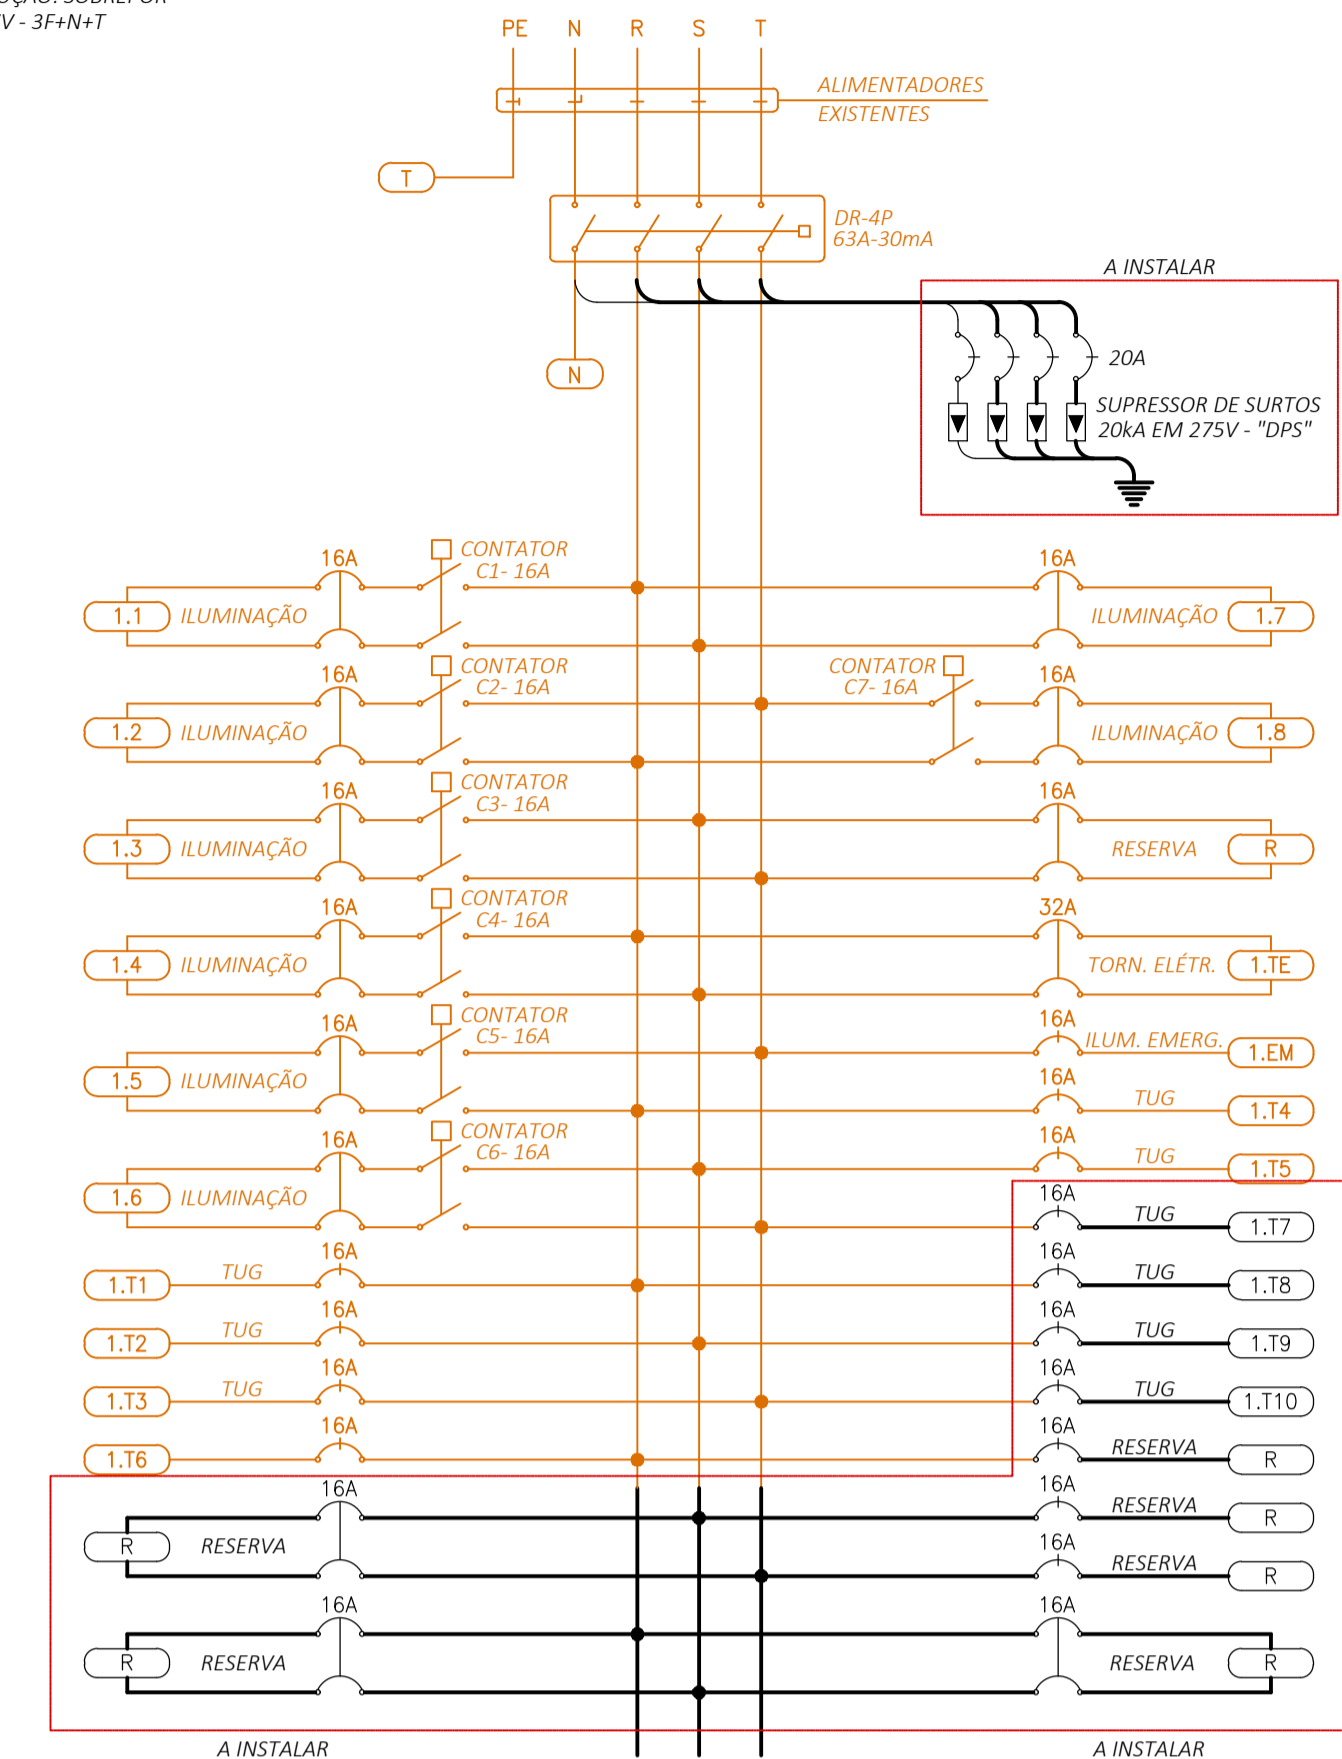 V - 3F+N+T
PE N R S T
ALIMENTADORES
EXISTENTES
T
DR-4P
63A-30mA
A INSTALAR
N
20A
SUPRESSOR DE SURTOS
20kA EM 275V - "DPS"
16A CONTATOR 16A
C1- 16A
1.1 ILUMINAÇÃO ILUMINAÇÃO 1.7
16A CONTATOR CONTATOR 16A
C2- 16A C7- 16A
1.2 ILUMINAÇÃO ILUMINAÇÃO 1.8
16A CONTATOR 16A
C3- 16A
1.3 ILUMINAÇÃO RESERVA R
16A CONTATOR 32A
C4- 16A
1.4 ILUMINAÇÃO TORN. ELÉTR. 1.TE
16A CONTATOR 16A
C5- 16A ILUM. EMERG. 1.EM
1.5 ILUMINAÇÃO 16A TUG 1.T4
16A CONTATOR 16A
C6- 16A TUG 1.T5
1.6 ILUMINAÇÃO 16A TUG 1.T7
16A 16A
1.T1 TUG TUG 1.T8
16A 16A
1.T2 TUG TUG 1.T9
16A 16A
1.T3 TUG TUG 1.T10
16A 16A
1.T6 RESERVA R
16A 16A RESERVA R
R RESERVA 16A RESERVA R
16A 16A
R RESERVA RESERVA R
A INSTALAR A INSTALAR